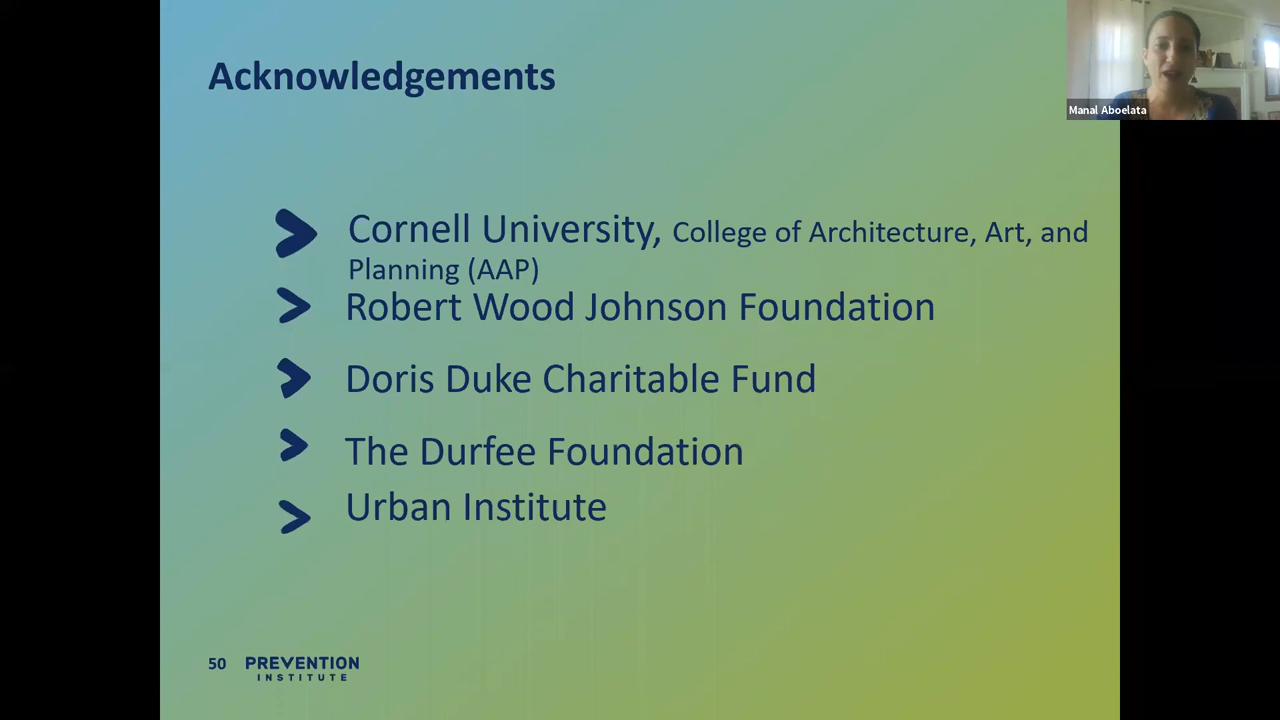 Acknowledgements
Manal Aboelata
Cornell University, College of Architecture, Art, and
Planning (AAP)
Robert Wood Johnson Foundation
Doris Duke Charitable Fund
The Durfee Foundation
Urban Institute
50 PREVENTION
INSTITUTE